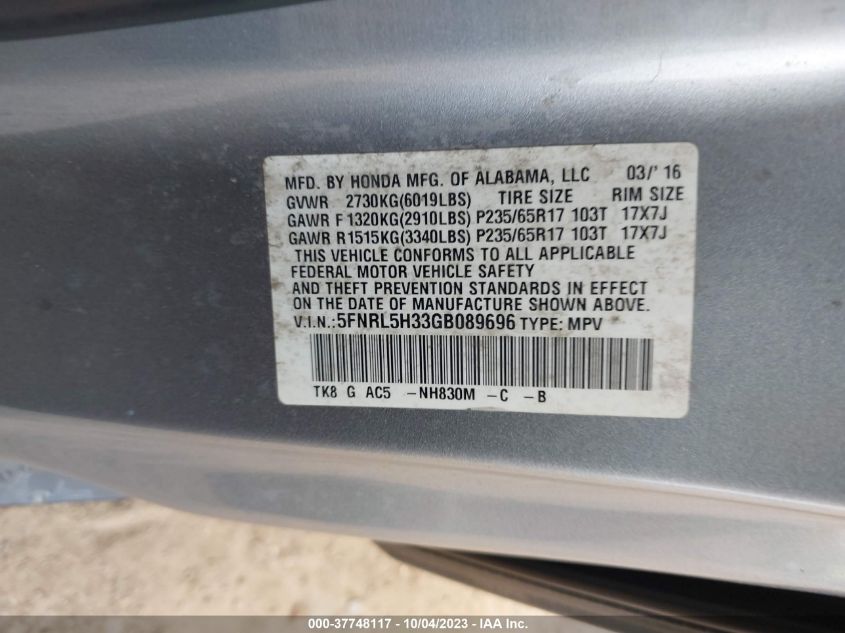 MFD. BY HONDA MFG. OF ALABAMA, LLC 03/'16
GVWR 2730KG(6019LBS) TIRE SIZE RIM SIZE
GAWR F1320KG(2910LBS) P235/65R17 103T 17X7J
GAWR R1515KG(3340LBS) P235/65R17 103T 17X7J
THIS VEHICLE CONFORMS TO ALL APPLICABLE
FEDERAL MOTOR VEHICLE SAFETY
AND THEFT PREVENTION STANDARDS IN EFFECT
ON THE DATE OF MANUFACTURE SHOWN ABOVE.
V.I.N.:5FNRL5H33GB089696 TYPE: MPV
TK8 G AC5 -NH830M -C -B
000-37748117 - 10/04/2023 - IAA Inc.